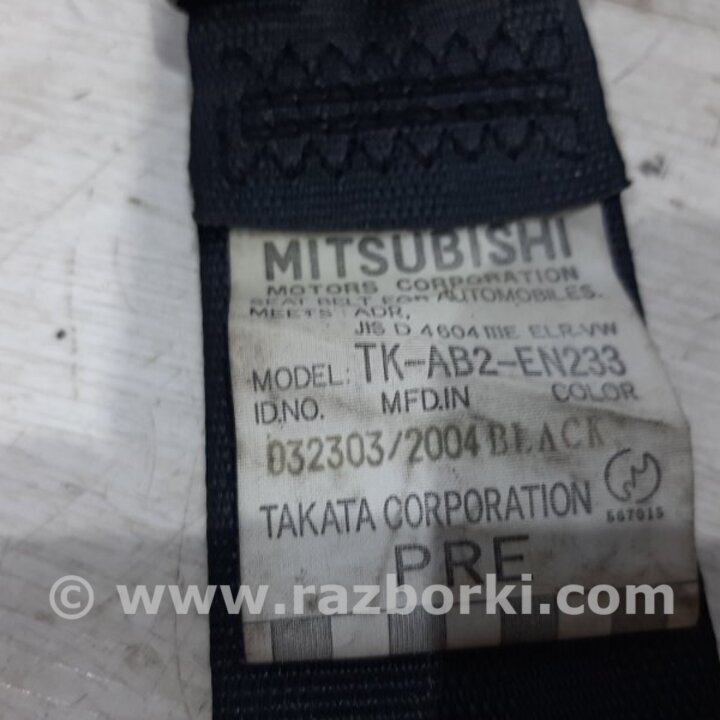 MITSUBISHI
MOTORS CORPORATION
SEAT BELT FOR AUTOMOBILES.
MEETS ADR,
JIS D 4604 IIIE ELR-VW
MODEL: TK-AB2-EN233
ID.NO. MFD.IN COLOR
032303/2004 BLACK
TAKATA CORPORATION
567015
PRE
© www.razborki.com